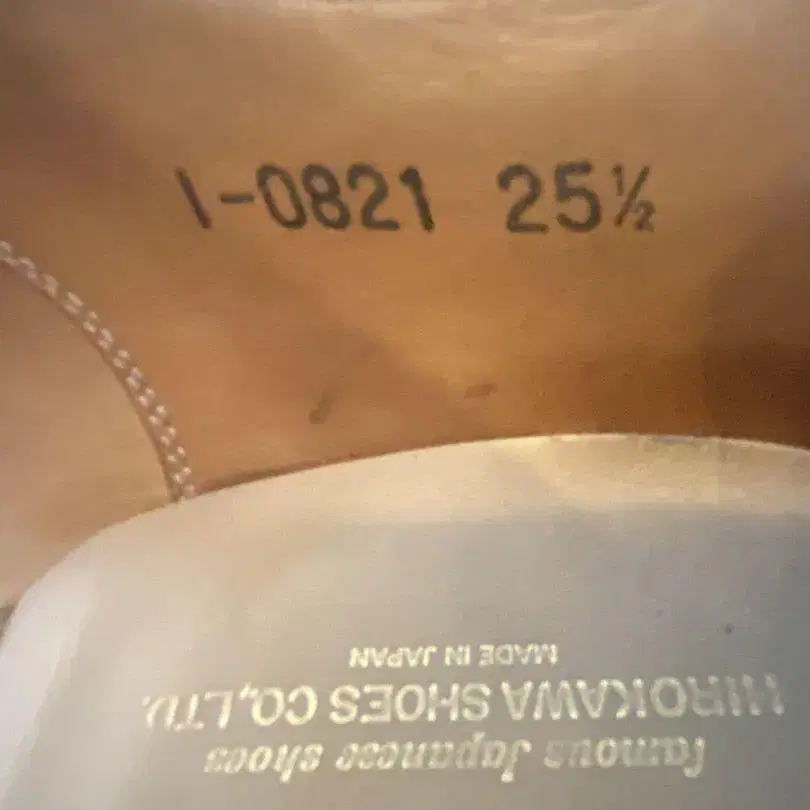 1-0821 25½
famous Japanese shoes
HIROKAWA SHOES CO.,LTD.
MADE IN JAPAN